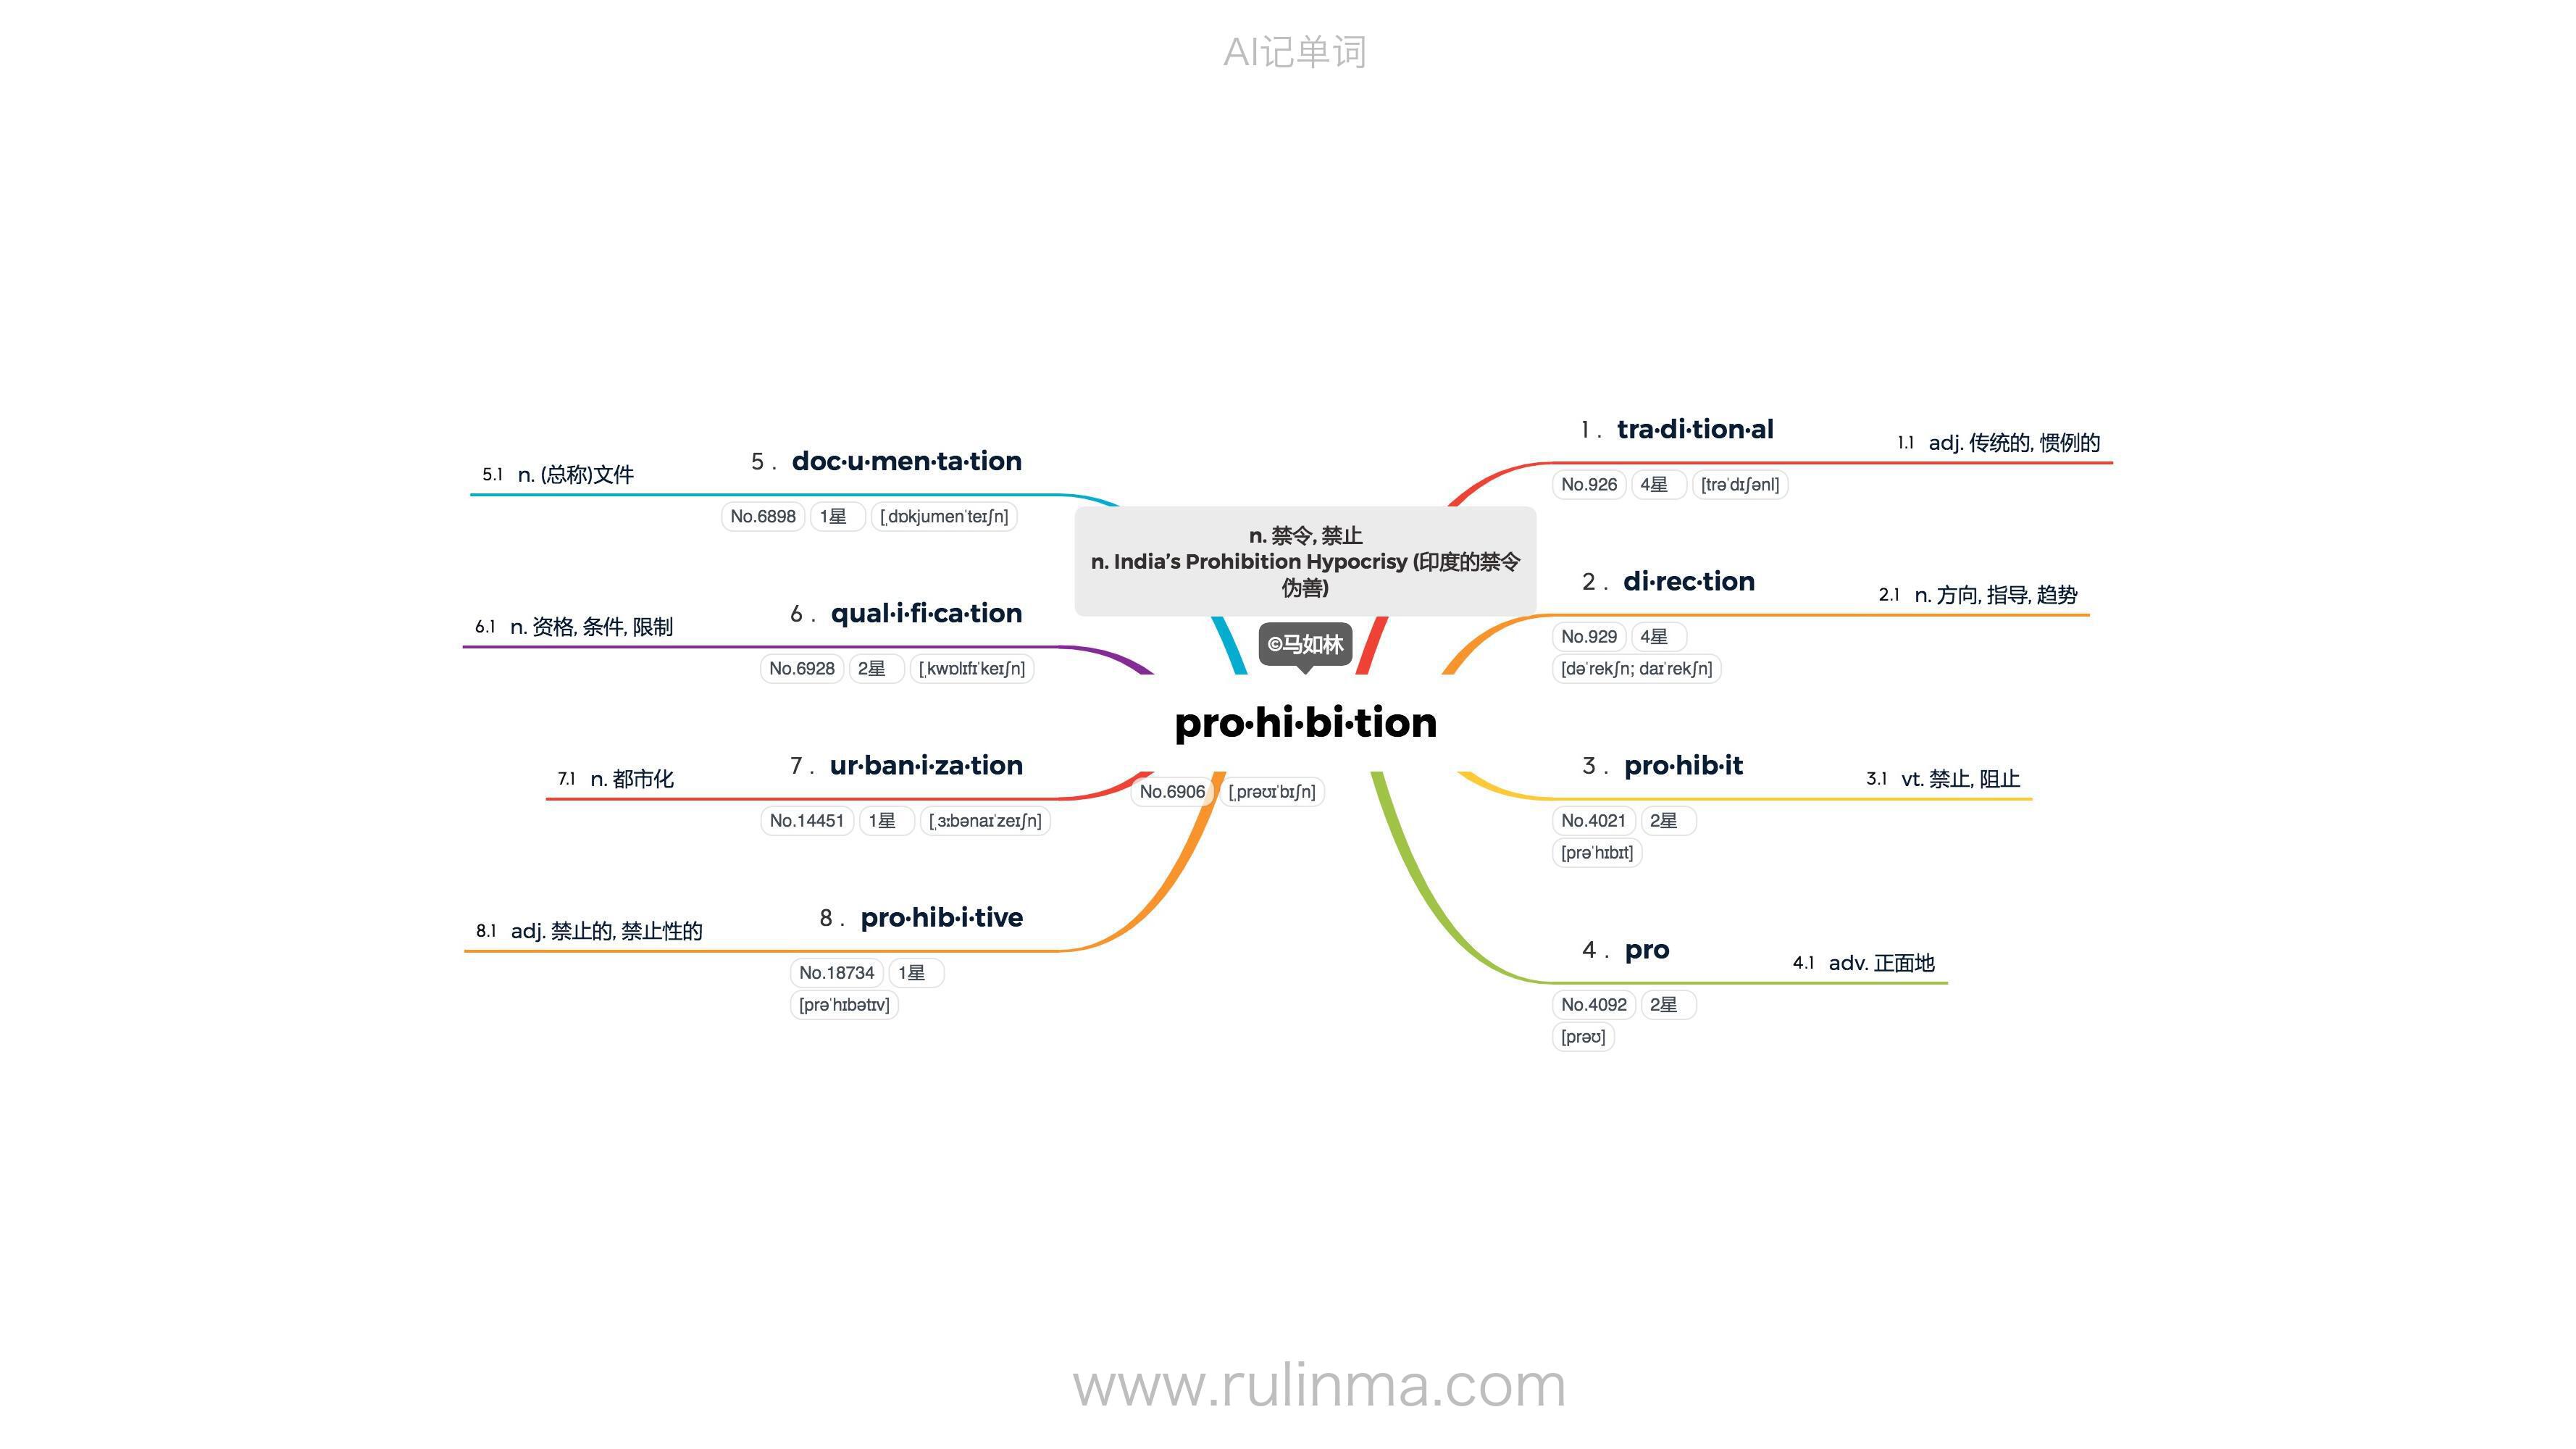 AI记单词
n. 禁令, 禁止
n. India’s Prohibition Hypocrisy (印度的禁令
伪善)
©马如林
pro·hi·bi·tion
No.6906 [ˌprəʊɪˈbɪʃn]
1 . tra·di·tion·al
No.926 4星 [trəˈdɪʃənl]
1.1 adj. 传统的, 惯例的
2 . di·rec·tion
No.929 4星
[dəˈrekʃn; daɪˈrekʃn]
2.1 n. 方向, 指导, 趋势
3 . pro·hib·it
No.4021 2星
[prəˈhɪbɪt]
3.1 vt. 禁止, 阻止
4 . pro
No.4092 2星
[prəʊ]
4.1 adv. 正面地
5 . doc·u·men·ta·tion
No.6898 1星 [ˌdɒkjumenˈteɪʃn]
5.1 n. (总称)文件
6 . qual·i·fi·ca·tion
No.6928 2星 [ˌkwɒlɪfɪˈkeɪʃn]
6.1 n. 资格, 条件, 限制
7 . ur·ban·i·za·tion
No.14451 1星 [ˌɜːbənaɪˈzeɪʃn]
7.1 n. 都市化
8 . pro·hib·i·tive
No.18734 1星
[prəˈhɪbətɪv]
8.1 adj. 禁止的, 禁止性的
www.rulinma.com